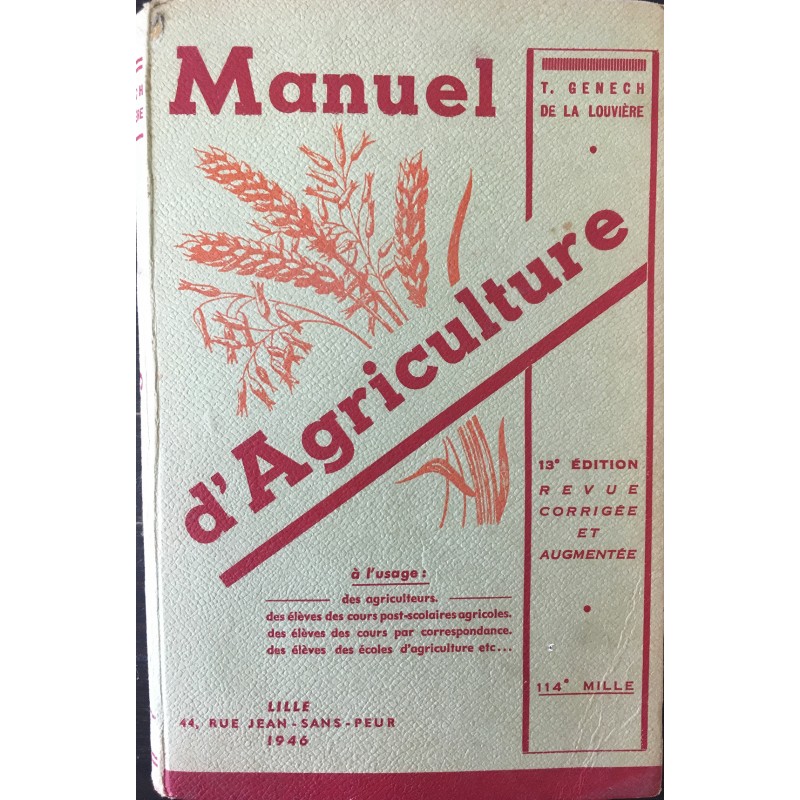 Manuel
d'Agriculture
T. GENECH
DE LA LOUVIÈRE
13e ÉDITION
REVUE
CORRIGÉE
ET
AUGMENTÉE
114e MILLE
à l'usage :
des agriculteurs.
des élèves des cours post-scolaires agricoles.
des élèves des cours par correspondance.
des élèves des écoles d'agriculture etc...
LILLE
44, RUE JEAN-SANS-PEUR
1946